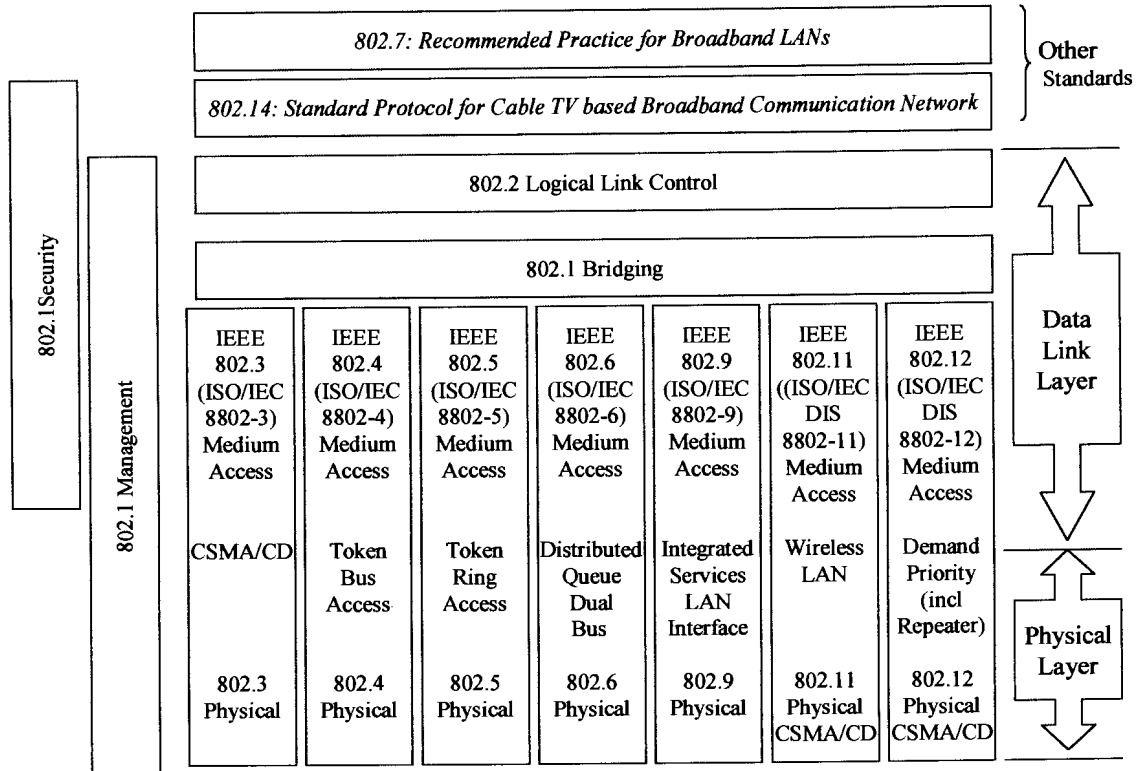 802.7: Recommended Practice for Broadband LANs
802.14: Standard Protocol for Cable TV based Broadband Communication Network
Other
Standards
802.1Security
802.1 Management
802.2 Logical Link Control
802.1 Bridging
IEEE
802.3
(ISO/IEC
8802-3)
Medium
Access
CSMA/CD
802.3
Physical
IEEE
802.4
(ISO/IEC
8802-4)
Medium
Access
Token
Bus
Access
802.4
Physical
IEEE
802.5
(ISO/IEC
8802-5)
Medium
Access
Token
Ring
Access
802.5
Physical
IEEE
802.6
(ISO/IEC
8802-6)
Medium
Access
Distributed
Queue
Dual
Bus
802.6
Physical
IEEE
802.9
(ISO/IEC
8802-9)
Medium
Access
Integrated
Services
LAN
Interface
802.9
Physical
IEEE
802.11
((ISO/IEC
DIS
8802-11)
Medium
Access
Wireless
LAN
802.11
Physical
CSMA/CD
IEEE
802.12
(ISO/IEC
DIS
8802-12)
Medium
Access
Demand
Priority
(incl
Repeater)
802.12
Physical
CSMA/CD
Data
Link
Layer
Physical
Layer